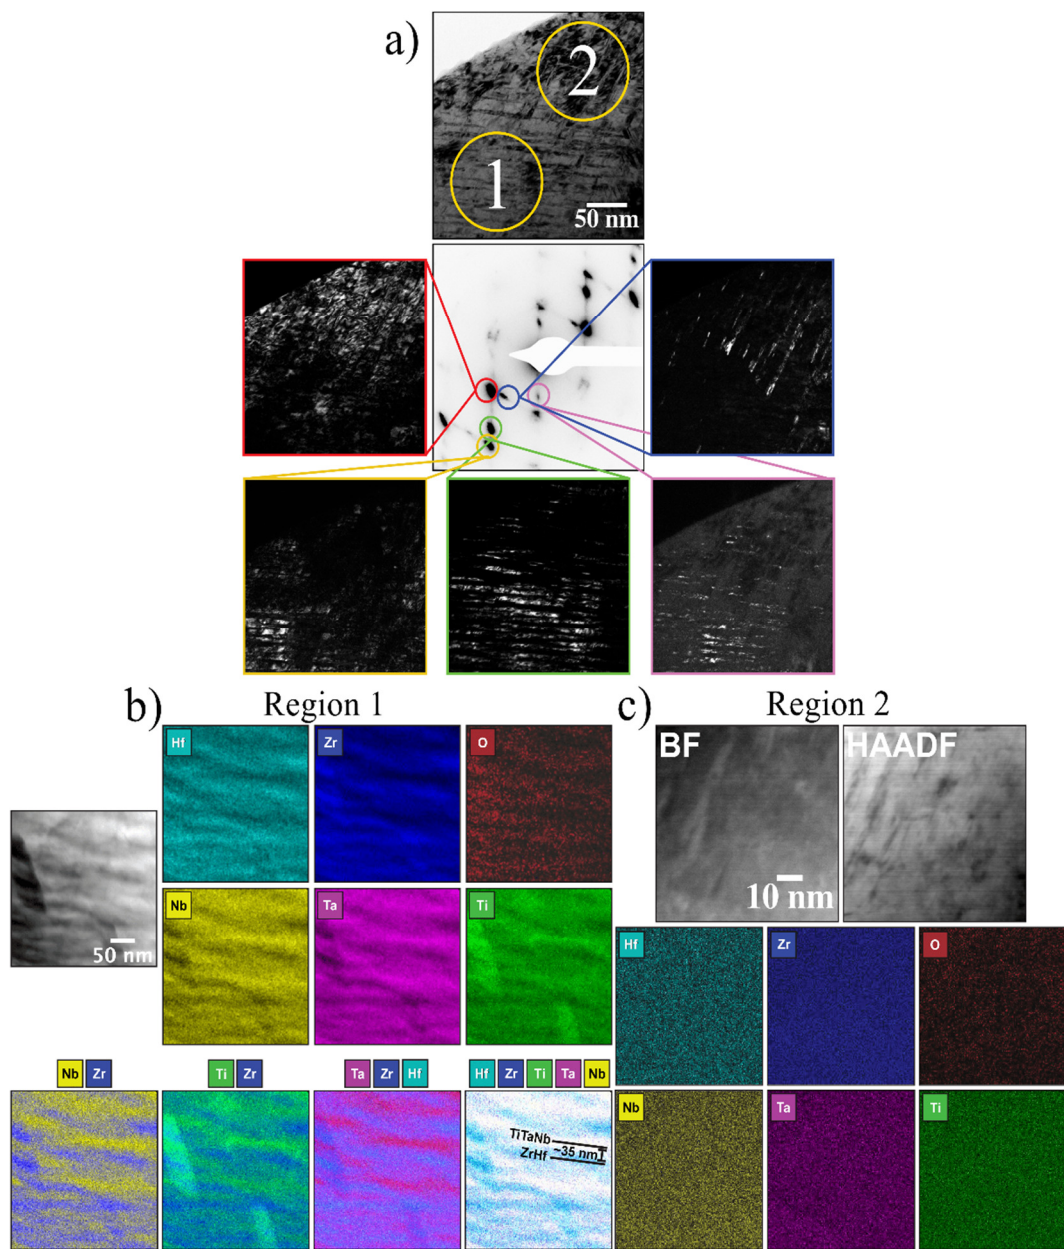 a)
2
1
50 nm
b)
Region 1
c)
Region 2
Hf
Zr
O
BF
HAADF
Nb
Ta
Ti
50 nm
10 nm
Hf
Zr
O
Nb Zr
Ti Zr
Ta Zr Hf
Hf Zr Ti Ta Nb
TiTaNb
~35 nm
ZrHf
Nb
Ta
Ti